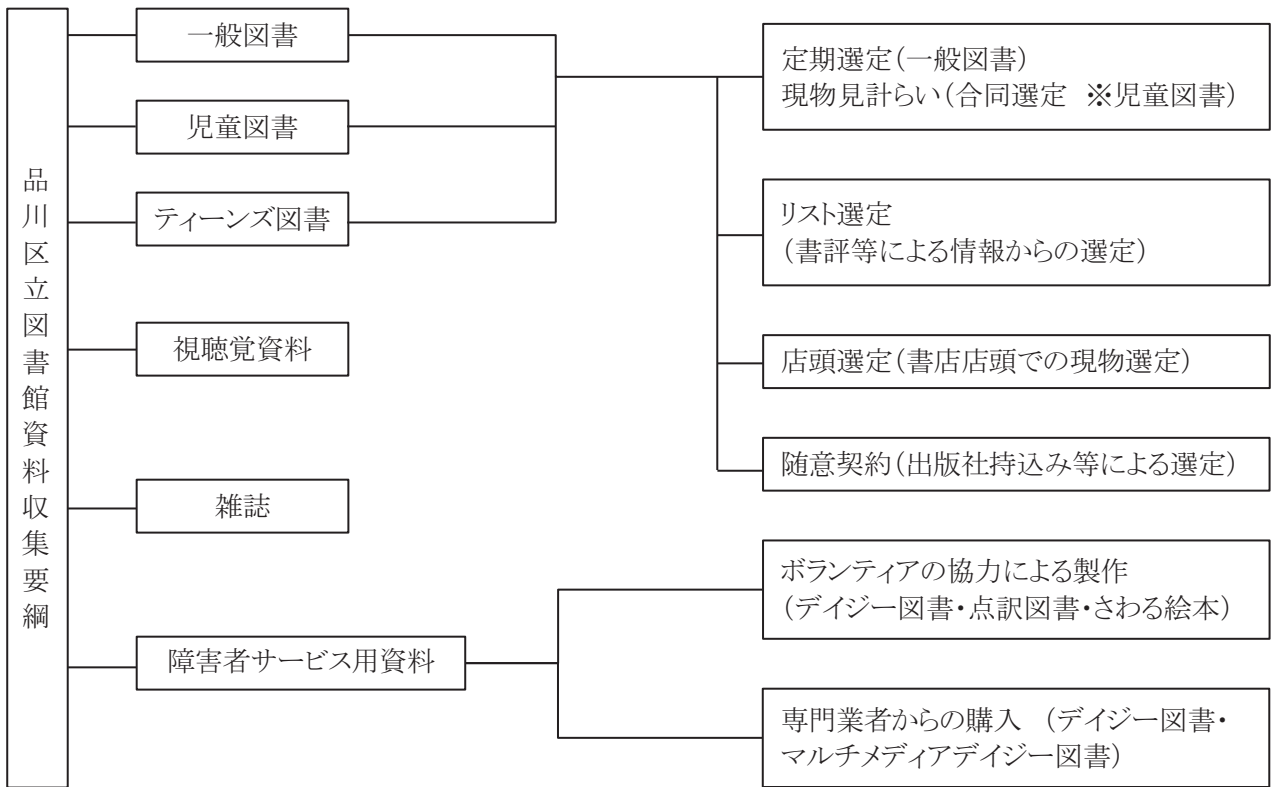 品川区立図書館資料収集要綱
一般図書
児童図書
ティーンズ図書
視聴覚資料
雑誌
障害者サービス用資料
定期選定(一般図書)
現物見計らい(合同選定　※児童図書)
リスト選定
(書評等による情報からの選定)
店頭選定(書店店頭での現物選定)
随意契約(出版社持込み等による選定)
ボランティアの協力による製作
(デイジー図書・点訳図書・さわる絵本)
専門業者からの購入　(デイジー図書・
マルチメディアデイジー図書)